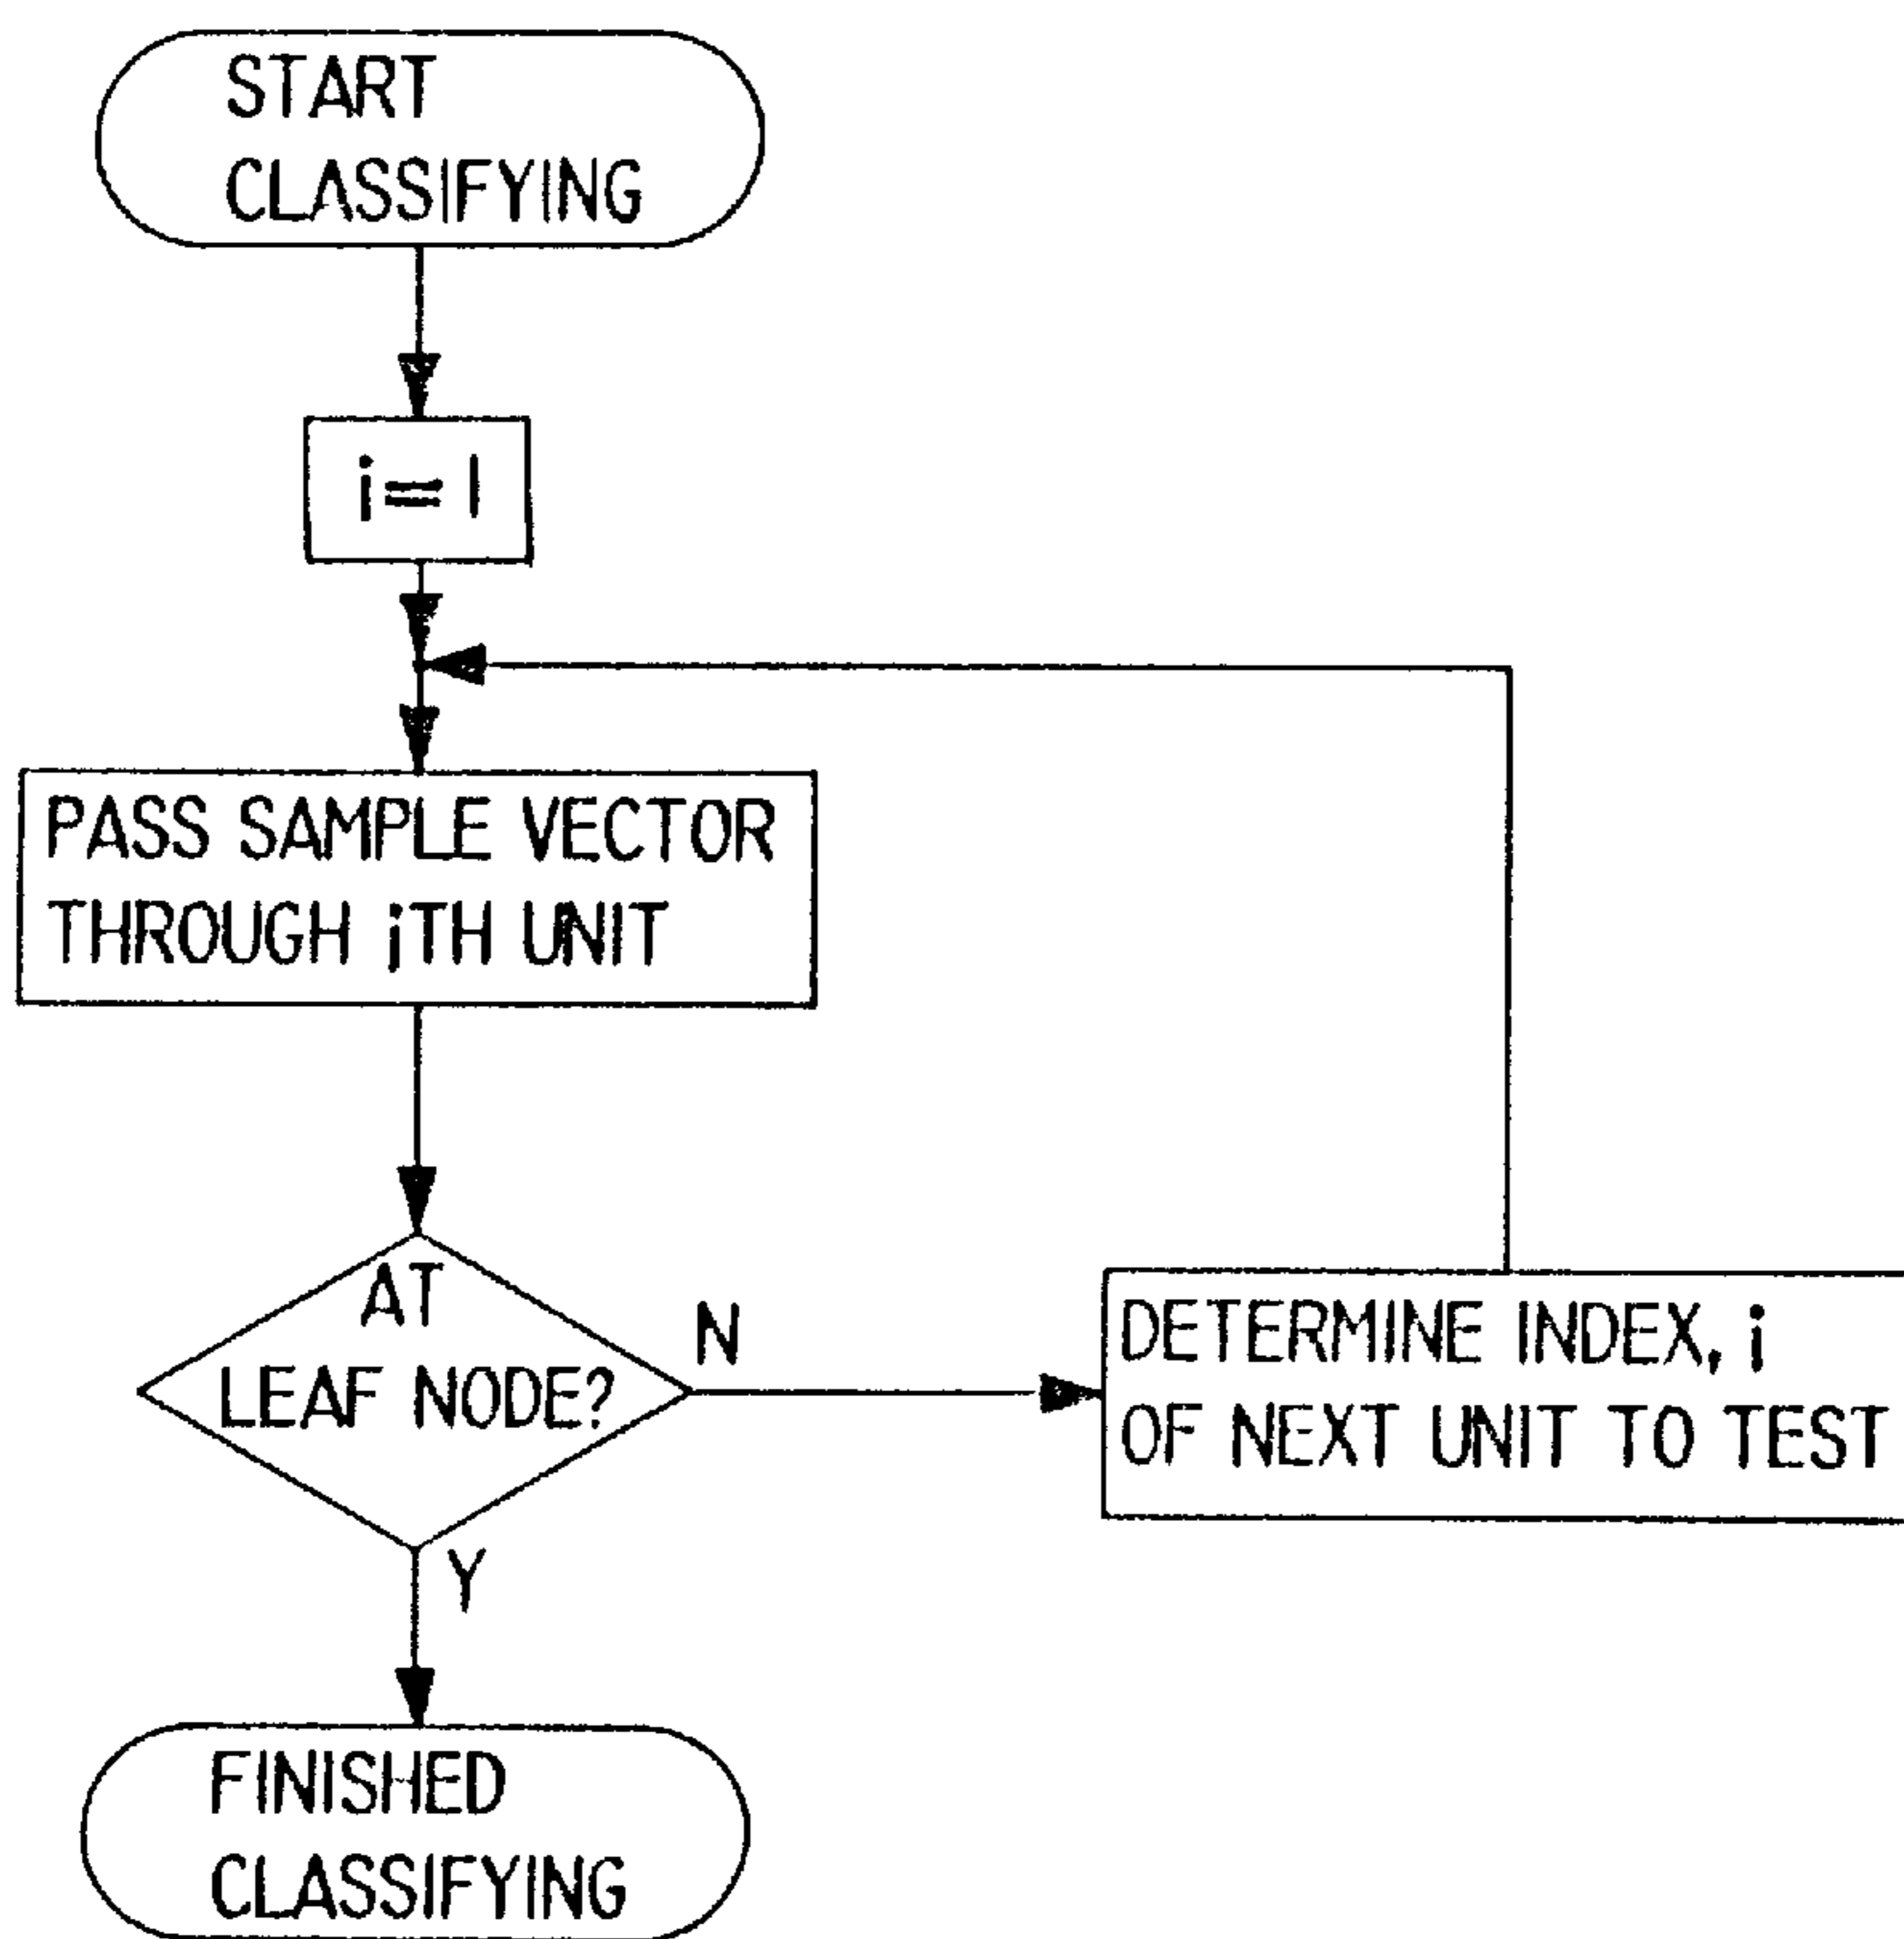 START
CLASSIFYING
i=1
PASS SAMPLE VECTOR
THROUGH iTH UNIT
AT
LEAF NODE?
N
DETERMINE INDEX, i
OF NEXT UNIT TO TEST
Y
FINISHED
CLASSIFYING